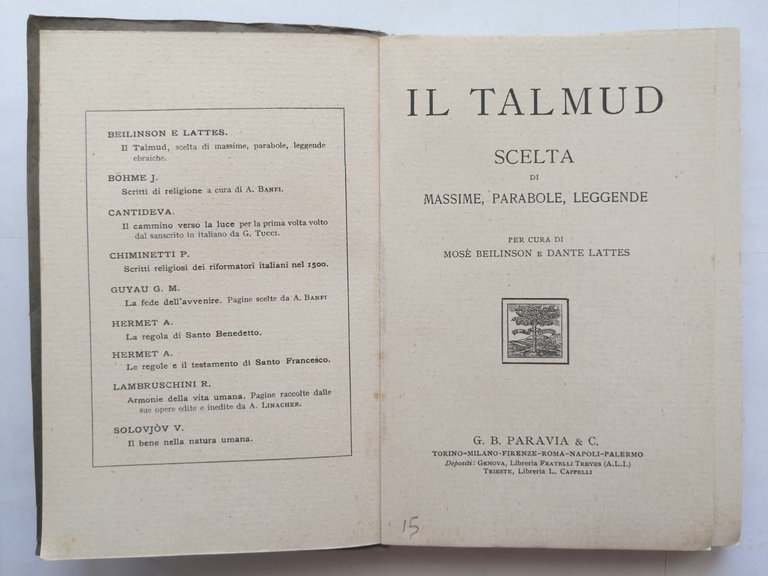 BEILINSON E LATTES.
Il Talmud, scelta di massime, parabole, leggende
ebraiche.
BÖHME J.
Scritti di religione a cura di A. BANFI.
CANTIDEVA.
Il cammino verso la luce per la prima volta volto
dal sanscrito in italiano da G. TUCCI.
CHIMINETTI P.
Scritti religiosi dei riformatori italiani nel 1500.
GUYAU G. M.
La fede dell'avvenire. Pagine scelte da A. BANFI
HERMET A.
La regola di Santo Benedetto.
HERMET A.
Le regole e il testamento di Santo Francesco.
LAMBRUSCHINI R.
Armonie della vita umana. Pagine raccolte dalle
sue opere edite e inedite da A. LINACHER.
SOLOVJÒV V.
Il bene nella natura umana.
IL TALMUD
SCELTA
DI
MASSIME, PARABOLE, LEGGENDE
PER CURA DI
MOSÈ BEILINSON E DANTE LATTES
G. B. PARAVIA & C.
TORINO-MILANO-FIRENZE-ROMA-NAPOLI-PALERMO
Depositi: GENOVA, Libreria FRATELLI TREVES (A.L.I.)
TRIESTE, Libreria L. CAPPELLI
15